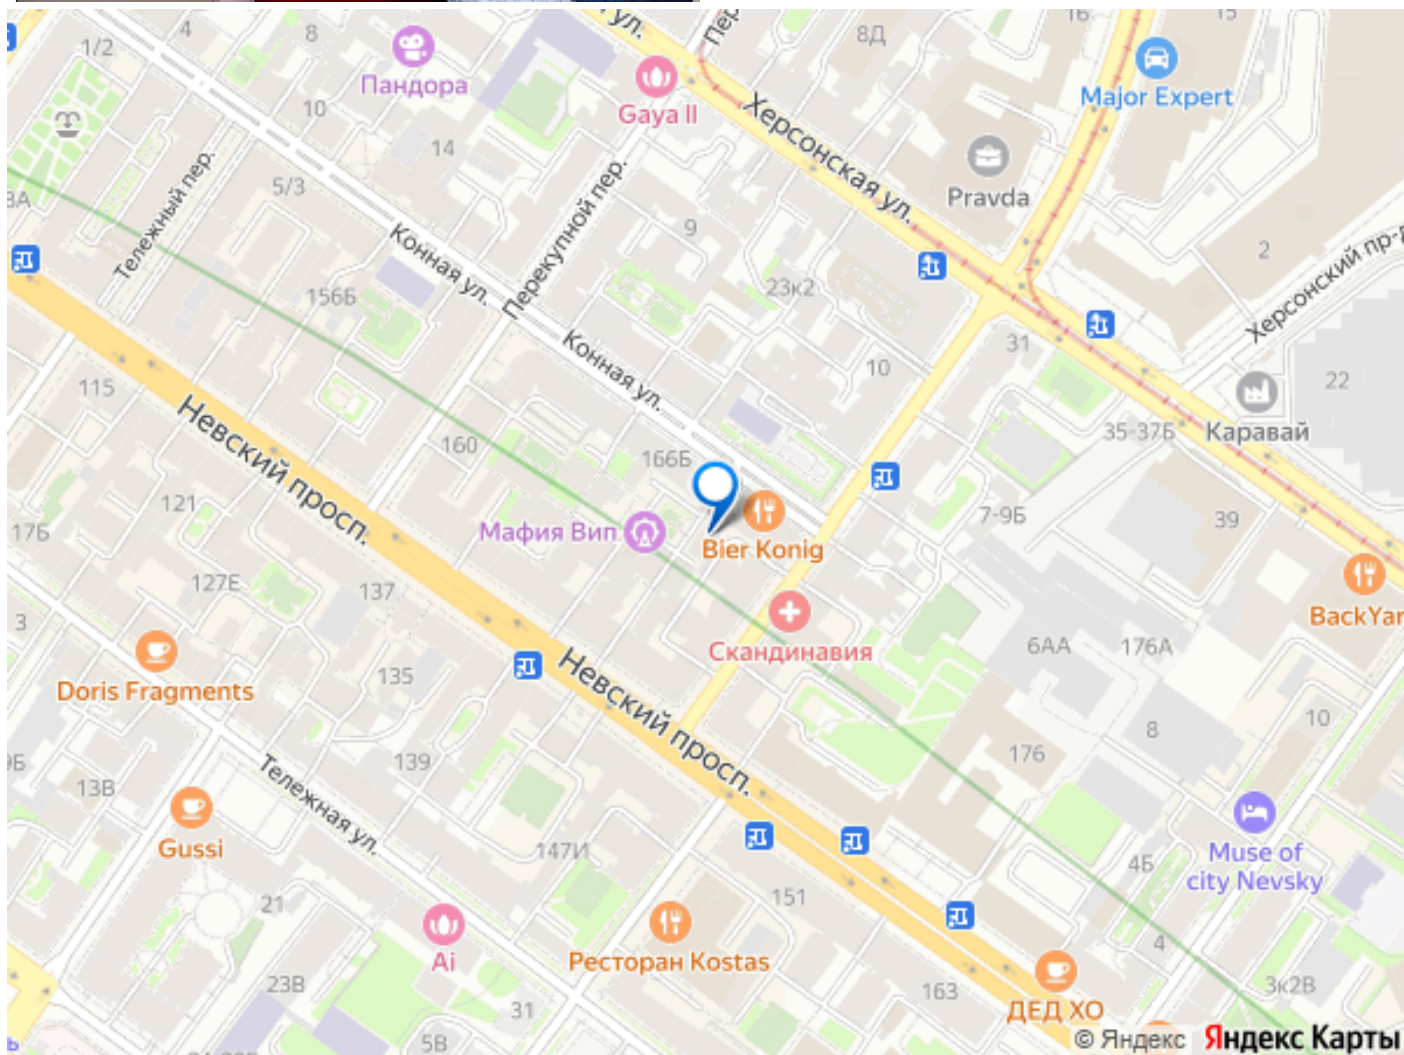 ул.
Пер
16
15
4
8
8Д
1/2
Пандора
Major Expert
10
Gaya II
Херсонская ул.
14
Pravda
5/3
Тележный пер.
Перекупной пер.
9
2
Херсонский пр-д
Конная ул.
23к2
156Б
31
115
Конная ул.
10
22
Невский просп.
160
166Б
35-37Б
Каравай
121
17Б
Мафия Вип
Bier Konig
7-9Б
39
127Е
137
3
BackYar
Скандинавия
6АА
176А
135
Невский просп.
Doris Fragments
10
8
176
139
13В
Тележная ул.
Gussi
147И
Muse of
city Nevsky
4Б
151
21
Ai
Ресторан Kostas
4
23В
163
3к2В
31
ДЕД ХО
5В
© Яндекс Яндекс Карты